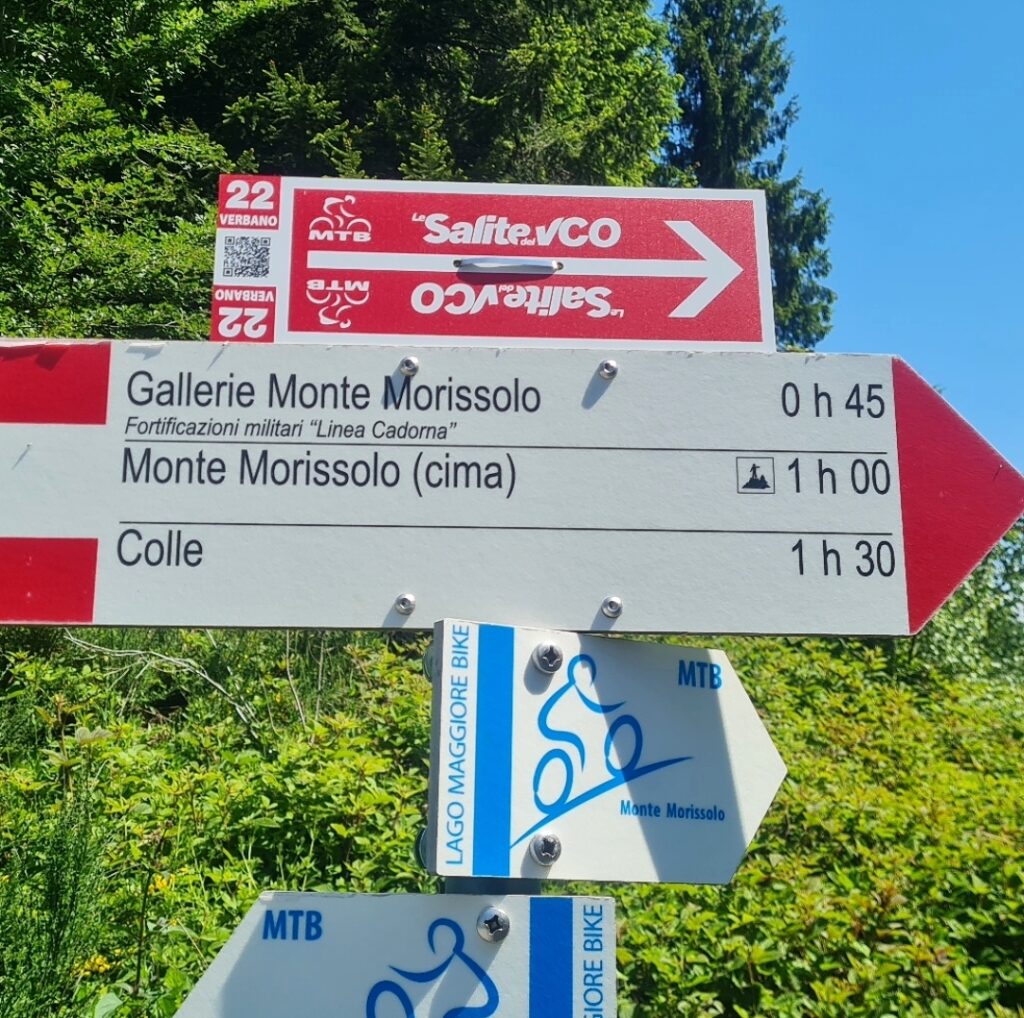 22
VERBANO
MTB
Le Salite del VCO
MTB
Le Salite del VCO
VERBANO
22
Gallerie Monte Morissolo 0 h 45
Fortificazioni militari “Linea Cadorna”
Monte Morissolo (cima) 1 h 00
Colle 1 h 30
LAGO MAGGIORE BIKE
MTB
Monte Morissolo
MTB
GIORE BIKE